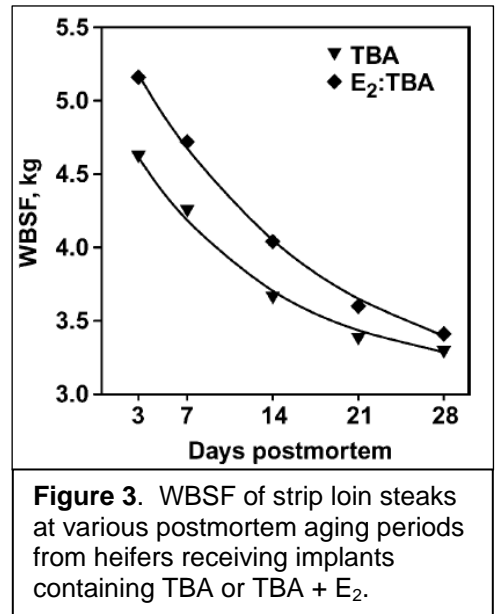 5.5
5.0
4.5
4.0
3.5
3.0
WBSF, kg
▼ TBA
◆ E₂:TBA
3 7 14 21 28
Days postmortem
Figure 3. WBSF of strip loin steaks
at various postmortem aging periods
from heifers receiving implants
containing TBA or TBA + E₂.